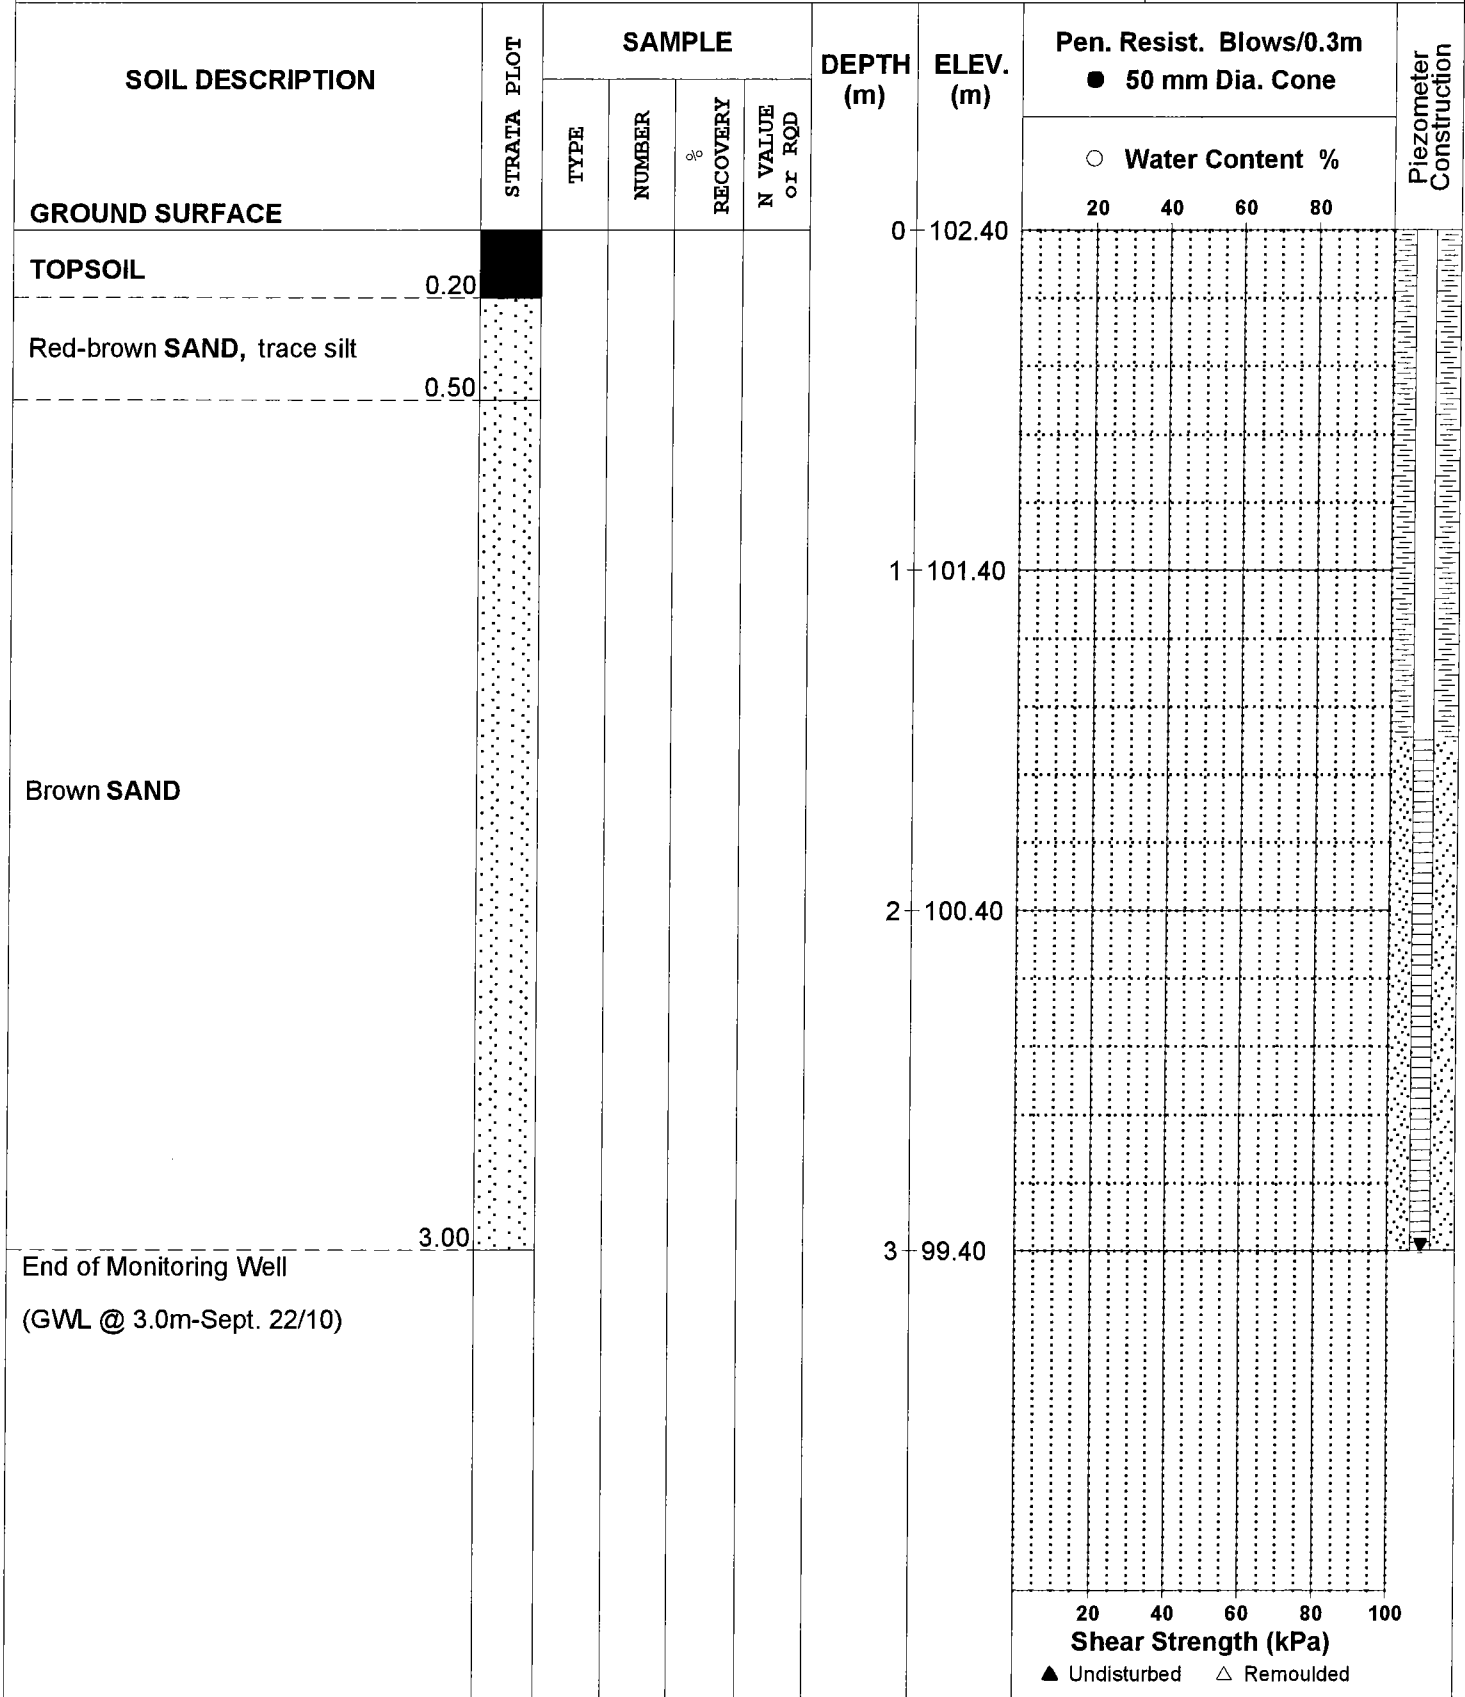 SOIL DESCRIPTION
GROUND SURFACE
STRATA PLOT
SAMPLE
TYPE
NUMBER
%
RECOVERY
N VALUE
or RQD
DEPTH
(m)
ELEV.
(m)
Pen. Resist. Blows/0.3m
● 50 mm Dia. Cone
○ Water Content %
20 40 60 80
Piezometer
Construction
0 102.40
TOPSOIL
0.20
Red-brown SAND, trace silt
0.50
1 101.40
Brown SAND
2 100.40
3.00
3 99.40
End of Monitoring Well
(GWL @ 3.0m-Sept. 22/10)
20 40 60 80 100
Shear Strength (kPa)
▲ Undisturbed △ Remoulded